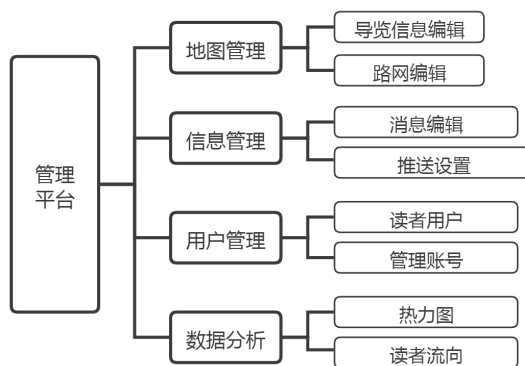 管理
平台
地图管理
导览信息编辑
路网编辑
信息管理
消息编辑
推送设置
用户管理
读者用户
管理账号
数据分析
热力图
读者流向